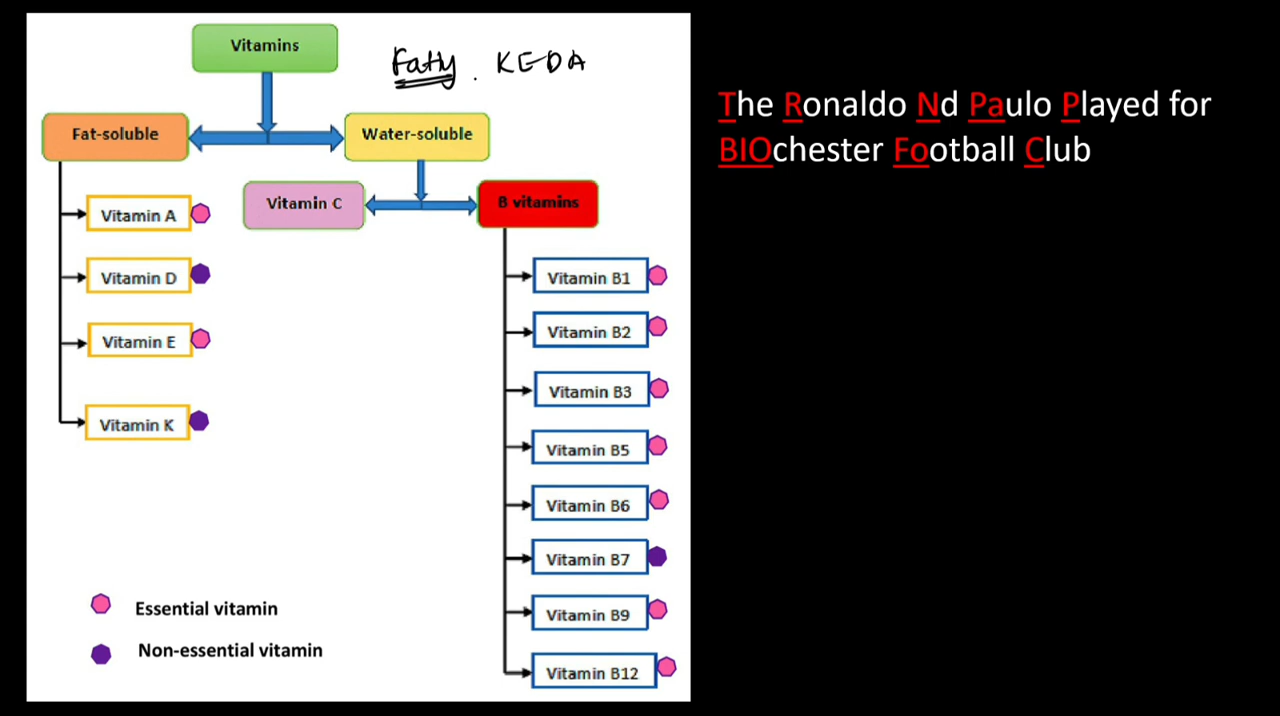 Vitamins
Fatty . KEDA
Fat-soluble
Water-soluble
Vitamin C
B vitamins
Vitamin A
Vitamin D
Vitamin E
Vitamin K
Vitamin B1
Vitamin B2
Vitamin B3
Vitamin B5
Vitamin B6
Vitamin B7
Vitamin B9
Vitamin B12
Essential vitamin
Non-essential vitamin
The Ronaldo Nd Paulo Played for
BIOchester Football Club